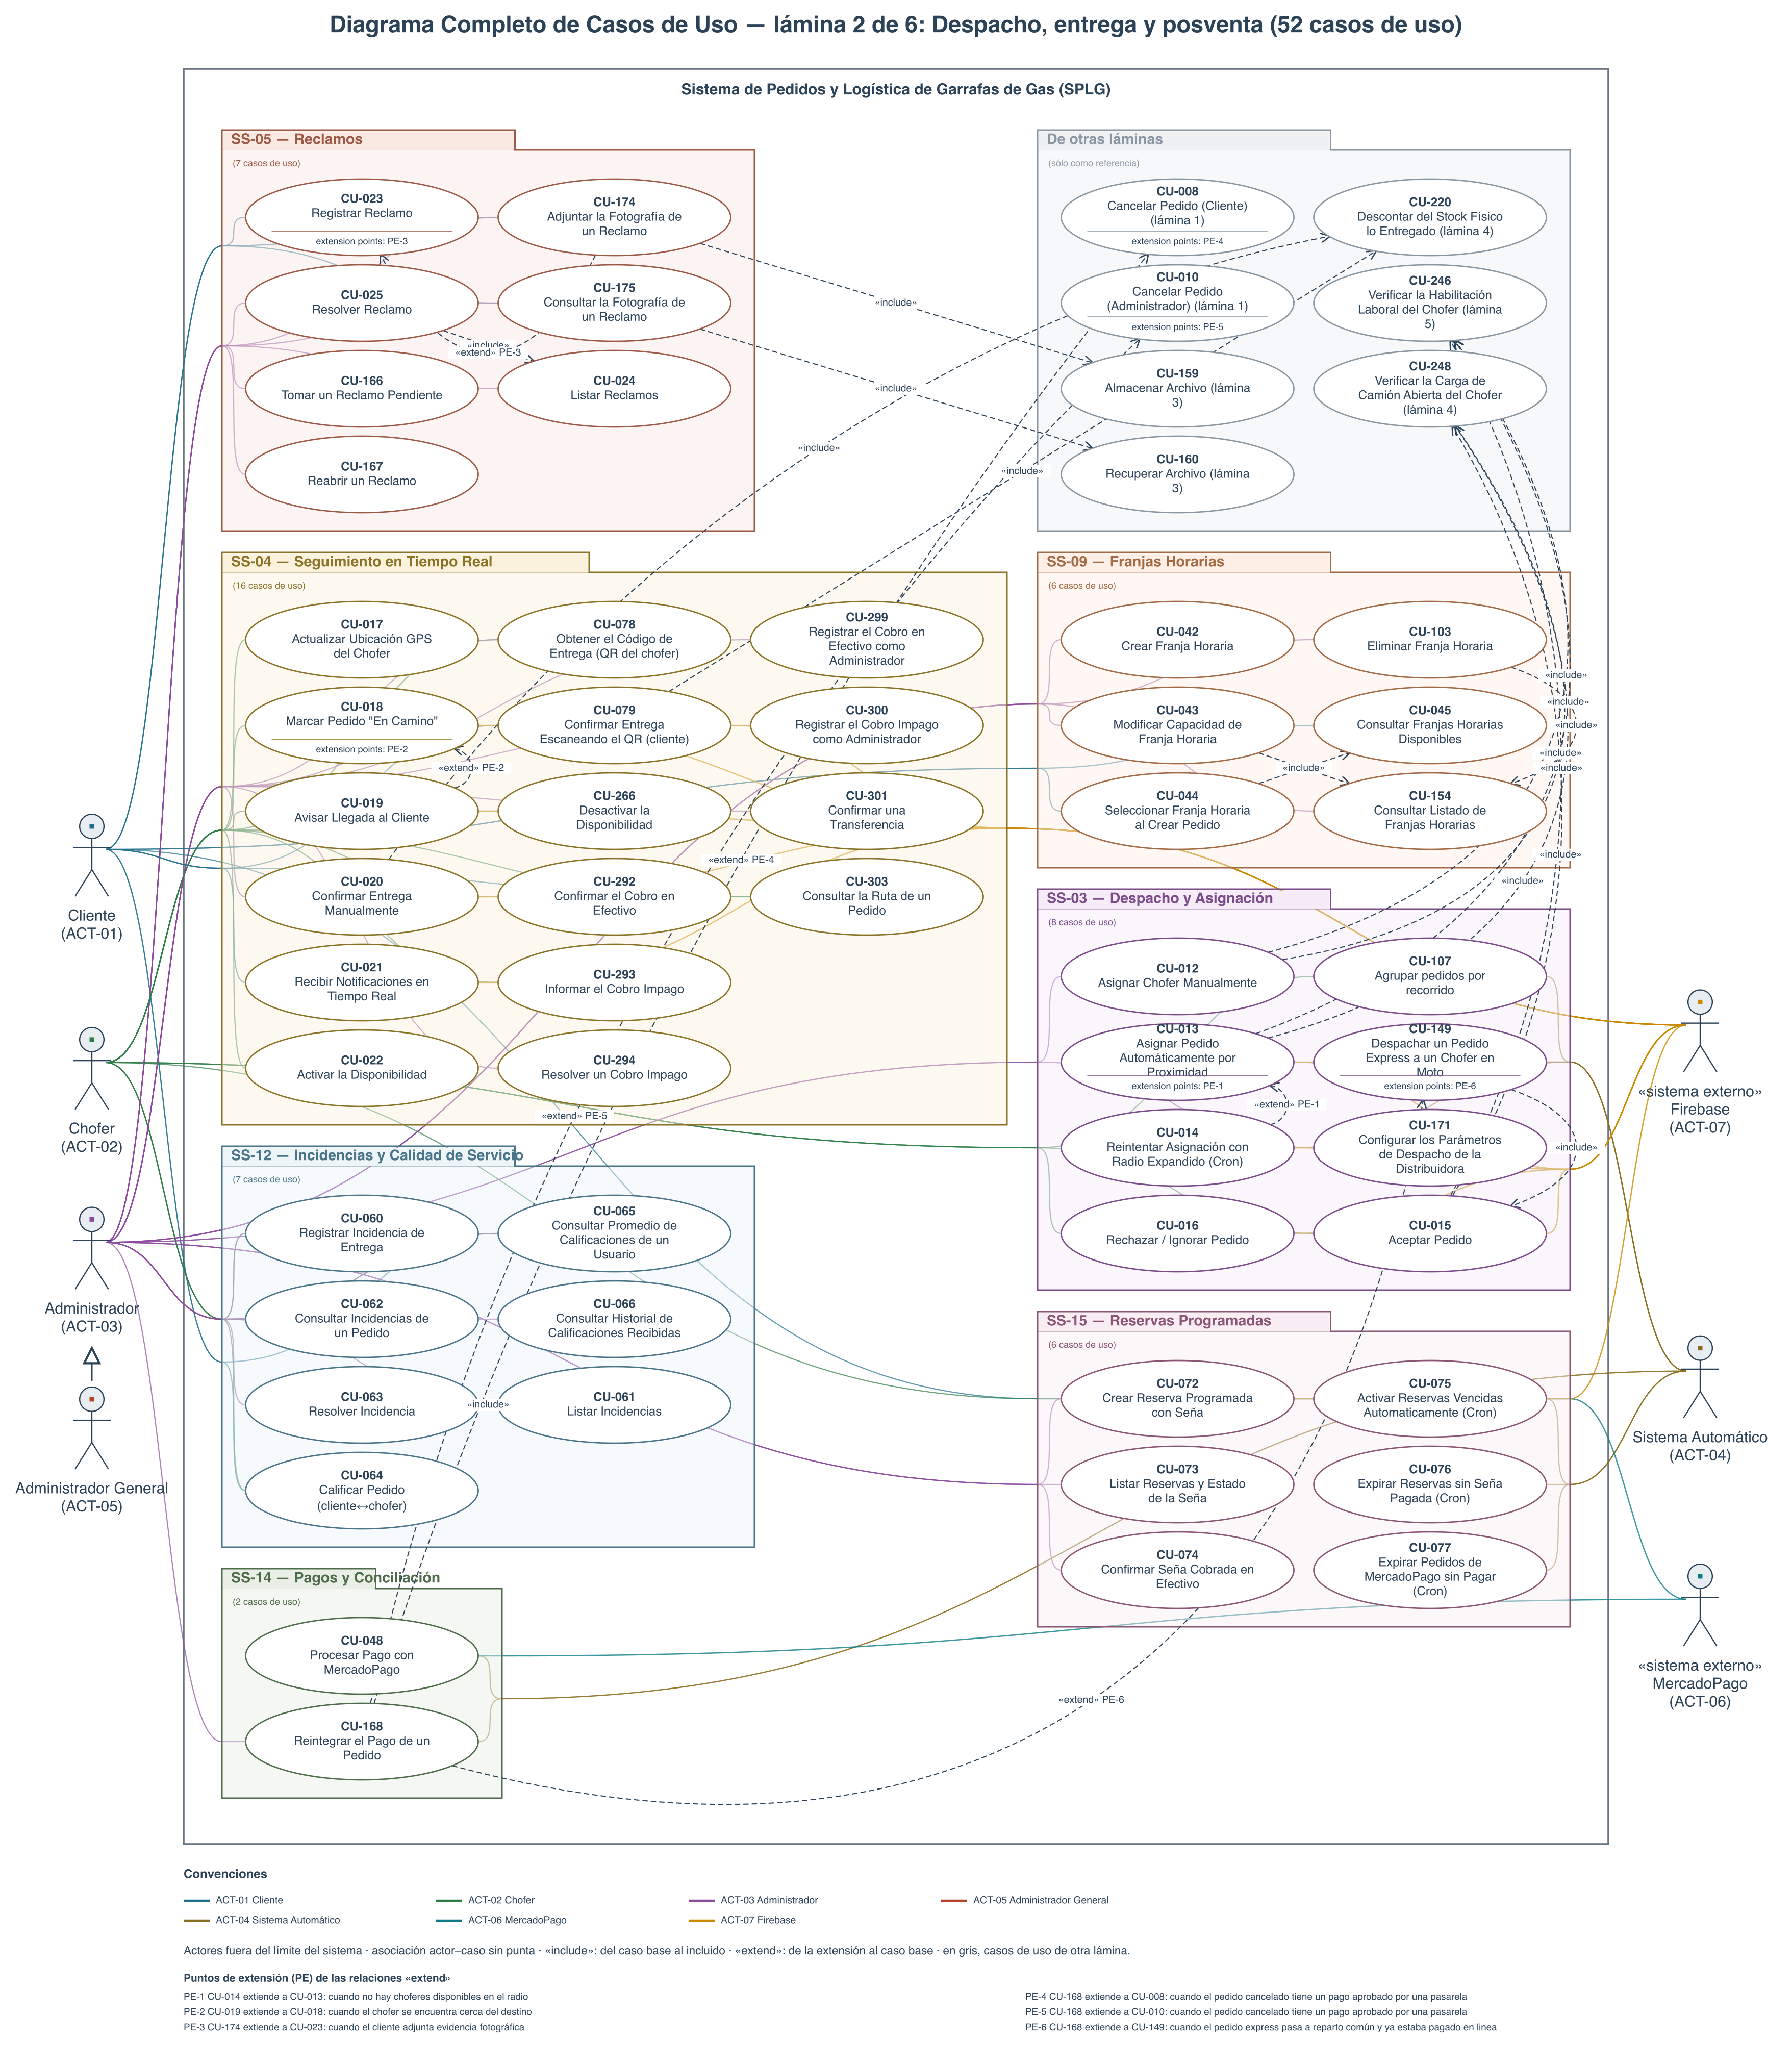 Diagrama Completo de Casos de Uso — lámina 2 de 6: Despacho, entrega y posventa (52 casos de uso)
Sistema de Pedidos y Logística de Garrafas de Gas (SPLG)
SS-05 — Reclamos
(7 casos de uso)
CU-023
Registrar Reclamo
extension points: PE-3
CU-174
Adjuntar la Fotografía de
un Reclamo
CU-025
Resolver Reclamo
CU-175
Consultar la Fotografía de
un Reclamo
«include»
«extend» PE-3
CU-166
Tomar un Reclamo Pendiente
CU-024
Listar Reclamos
CU-167
Reabrir un Reclamo
«include»
«include»
«include»
«include»
De otras láminas
(sólo como referencia)
CU-008
Cancelar Pedido (Cliente)
(lámina 1)
extension points: PE-4
CU-220
Descontar del Stock Físico
lo Entregado (lámina 4)
CU-010
Cancelar Pedido
(Administrador) (lámina 1)
extension points: PE-5
CU-246
Verificar la Habilitación
Laboral del Chofer (lámina
5)
CU-159
Almacenar Archivo (lámina
3)
CU-248
Verificar la Carga de
Camión Abierta del Chofer
(lámina 4)
CU-160
Recuperar Archivo (lámina
3)
SS-04 — Seguimiento en Tiempo Real
(16 casos de uso)
CU-017
Actualizar Ubicación GPS
del Chofer
CU-078
Obtener el Código de
Entrega (QR del chofer)
CU-299
Registrar el Cobro en
Efectivo como
Administrador
CU-018
Marcar Pedido "En Camino"
extension points: PE-2
CU-079
Confirmar Entrega
Escaneando el QR (cliente)
CU-300
Registrar el Cobro Impago
como Administrador
«extend» PE-2
CU-019
Avisar Llegada al Cliente
CU-266
Desactivar la
Disponibilidad
CU-301
Confirmar una
Transferencia
«extend» PE-4
CU-020
Confirmar Entrega
Manualmente
CU-292
Confirmar el Cobro en
Efectivo
CU-303
Consultar la Ruta de un
Pedido
CU-021
Recibir Notificaciones en
Tiempo Real
CU-293
Informar el Cobro Impago
CU-022
Activar la Disponibilidad
CU-294
Resolver un Cobro Impago
«extend» PE-5
SS-09 — Franjas Horarias
(6 casos de uso)
CU-042
Crear Franja Horaria
CU-103
Eliminar Franja Horaria
«include»
«include»
«include»
CU-043
Modificar Capacidad de
Franja Horaria
CU-045
Consultar Franjas Horarias
Disponibles
«include»
«include»
«include»
CU-044
Seleccionar Franja Horaria
al Crear Pedido
CU-154
Consultar Listado de
Franjas Horarias
«include»
«include»
SS-03 — Despacho y Asignación
(8 casos de uso)
CU-012
Asignar Chofer Manualmente
CU-107
Agrupar pedidos por
recorrido
CU-013
Asignar Pedido
Automáticamente por
Proximidad
extension points: PE-1
CU-149
Despachar un Pedido
Express a un Chofer en
Moto
extension points: PE-6
«extend» PE-1
CU-014
Reintentar Asignación con
Radio Expandido (Cron)
CU-171
Configurar los Parámetros
de Despacho de la
Distribuidora
«include»
CU-016
Rechazar / Ignorar Pedido
CU-015
Aceptar Pedido
SS-12 — Incidencias y Calidad de Servicio
(7 casos de uso)
CU-060
Registrar Incidencia de
Entrega
CU-065
Consultar Promedio de
Calificaciones de un
Usuario
CU-062
Consultar Incidencias de
un Pedido
CU-066
Consultar Historial de
Calificaciones Recibidas
CU-063
Resolver Incidencia
«include»
CU-061
Listar Incidencias
CU-064
Calificar Pedido
(cliente↔chofer)
SS-15 — Reservas Programadas
(6 casos de uso)
CU-072
Crear Reserva Programada
con Seña
CU-075
Activar Reservas Vencidas
Automaticamente (Cron)
CU-073
Listar Reservas y Estado
de la Seña
CU-076
Expirar Reservas sin Seña
Pagada (Cron)
CU-074
Confirmar Seña Cobrada en
Efectivo
CU-077
Expirar Pedidos de
MercadoPago sin Pagar
(Cron)
SS-14 — Pagos y Conciliación
(2 casos de uso)
CU-048
Procesar Pago con
MercadoPago
CU-168
Reintegrar el Pago de un
Pedido
«extend» PE-6
Cliente
(ACT-01)
Chofer
(ACT-02)
Administrador
(ACT-03)
Administrador General
(ACT-05)
«sistema externo»
Firebase
(ACT-07)
Sistema Automático
(ACT-04)
«sistema externo»
MercadoPago
(ACT-06)
Convenciones
ACT-01 Cliente
ACT-02 Chofer
ACT-03 Administrador
ACT-05 Administrador General
ACT-04 Sistema Automático
ACT-06 MercadoPago
ACT-07 Firebase
Actores fuera del límite del sistema · asociación actor–caso sin punta · «include»: del caso base al incluido · «extend»: de la extensión al caso base · en gris, casos de uso de otra lámina.
Puntos de extensión (PE) de las relaciones «extend»
PE-1 CU-014 extiende a CU-013: cuando no hay choferes disponibles en el radio
PE-2 CU-019 extiende a CU-018: cuando el chofer se encuentra cerca del destino
PE-3 CU-174 extiende a CU-023: cuando el cliente adjunta evidencia fotográfica
PE-4 CU-168 extiende a CU-008: cuando el pedido cancelado tiene un pago aprobado por una pasarela
PE-5 CU-168 extiende a CU-010: cuando el pedido cancelado tiene un pago aprobado por una pasarela
PE-6 CU-168 extiende a CU-149: cuando el pedido express pasa a reparto común y ya estaba pagado en linea